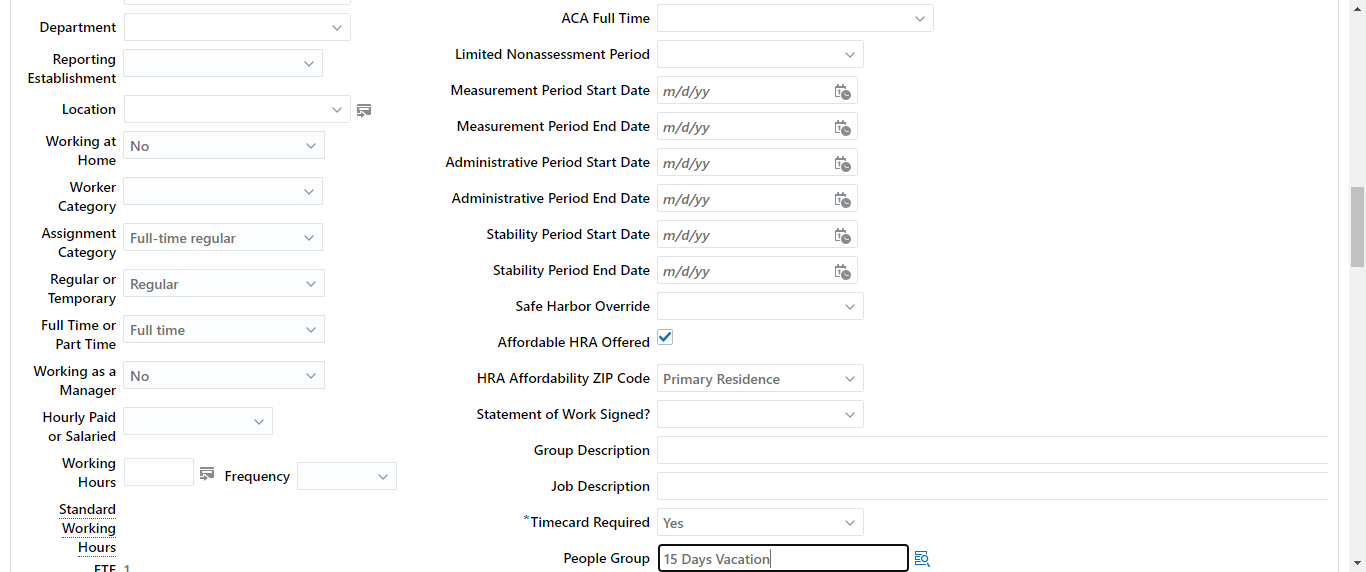 Department
Reporting
Establishment
Location
Working at
Home
No
Worker
Category
Assignment
Category
Full-time regular
Regular or
Temporary
Regular
Full Time or
Part Time
Full time
Working as a
Manager
No
Hourly Paid
or Salaried
Working
Hours
Frequency
Standard
Working
Hours
FTE 1
ACA Full Time
Limited Nonassessment Period
Measurement Period Start Date m/d/yy
Measurement Period End Date m/d/yy
Administrative Period Start Date m/d/yy
Administrative Period End Date m/d/yy
Stability Period Start Date m/d/yy
Stability Period End Date m/d/yy
Safe Harbor Override
Affordable HRA Offered
HRA Affordability ZIP Code Primary Residence
Statement of Work Signed?
Group Description
Job Description
*Timecard Required Yes
People Group 15 Days Vacation